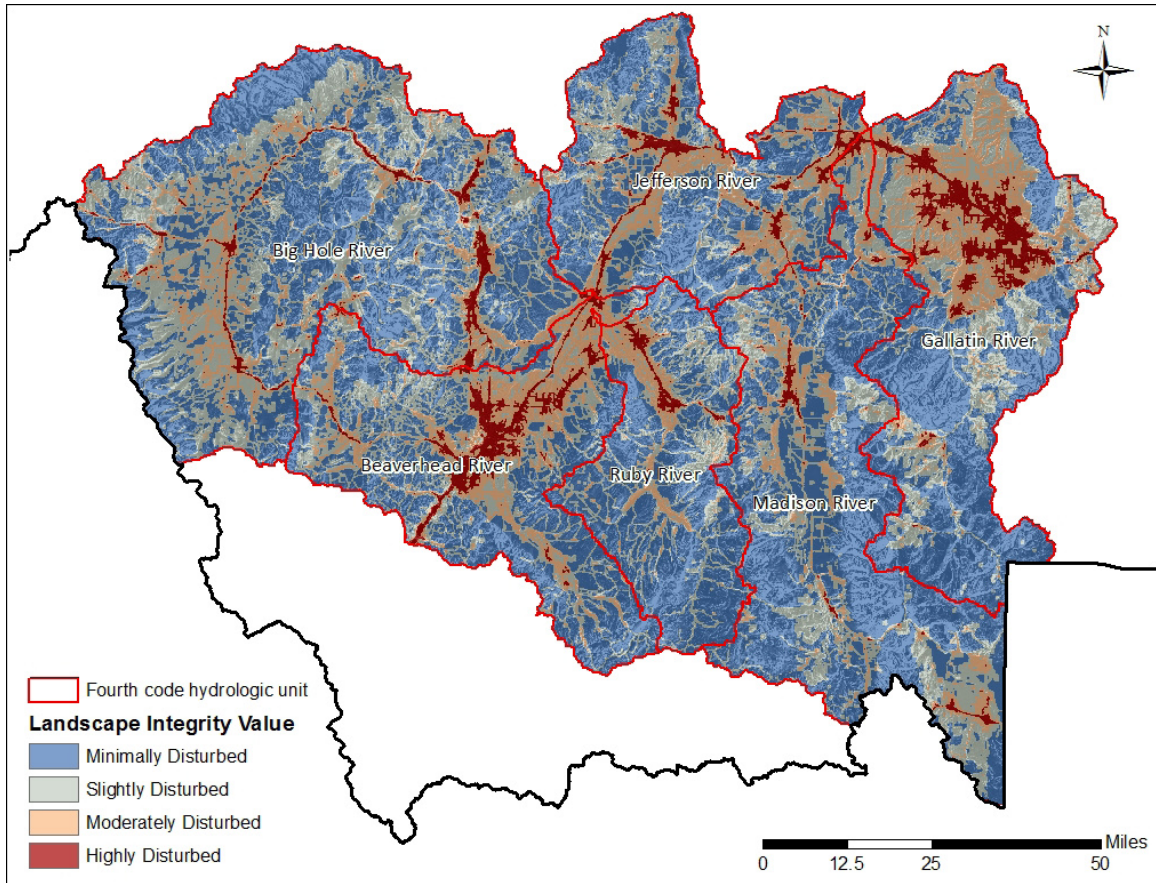 N
Jefferson River
Big Hole River
Gallatin River
Beaverhead River
Ruby River
Madison River
Fourth code hydrologic unit
Landscape Integrity Value
Minimally Disturbed
Slightly Disturbed
Moderately Disturbed
Highly Disturbed
Miles
0 12.5 25 50